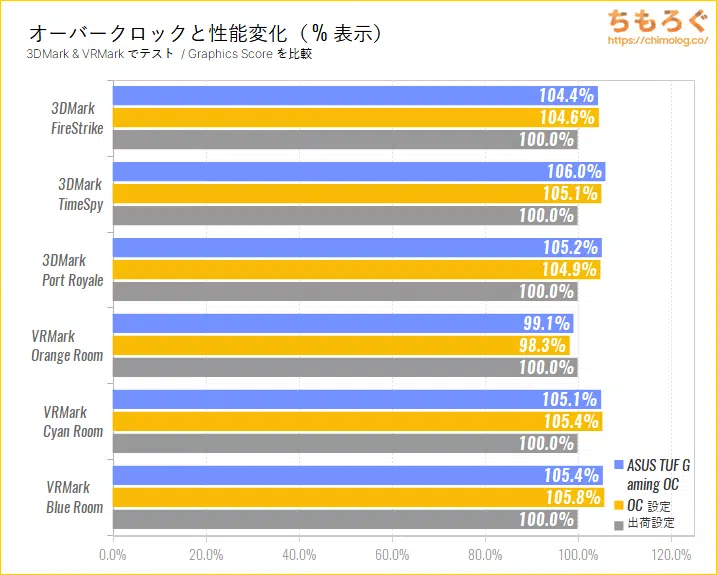 オーバークロックと性能変化（％表示）
3DMark & VRMark でテスト / Graphics Score を比較
ちもろぐ
https://chimolog.co/
3DMark
FireStrike
104.4%
104.6%
100.0%
3DMark
TimeSpy
106.0%
105.1%
100.0%
3DMark
Port Royale
105.2%
104.9%
100.0%
VRMark
Orange Room
99.1%
98.3%
100.0%
VRMark
Cyan Room
105.1%
105.4%
100.0%
VRMark
Blue Room
105.4%
105.8%
100.0%
ASUS TUF G
aming OC
OC 設定
出荷設定
0.0% 20.0% 40.0% 60.0% 80.0% 100.0% 120.0%